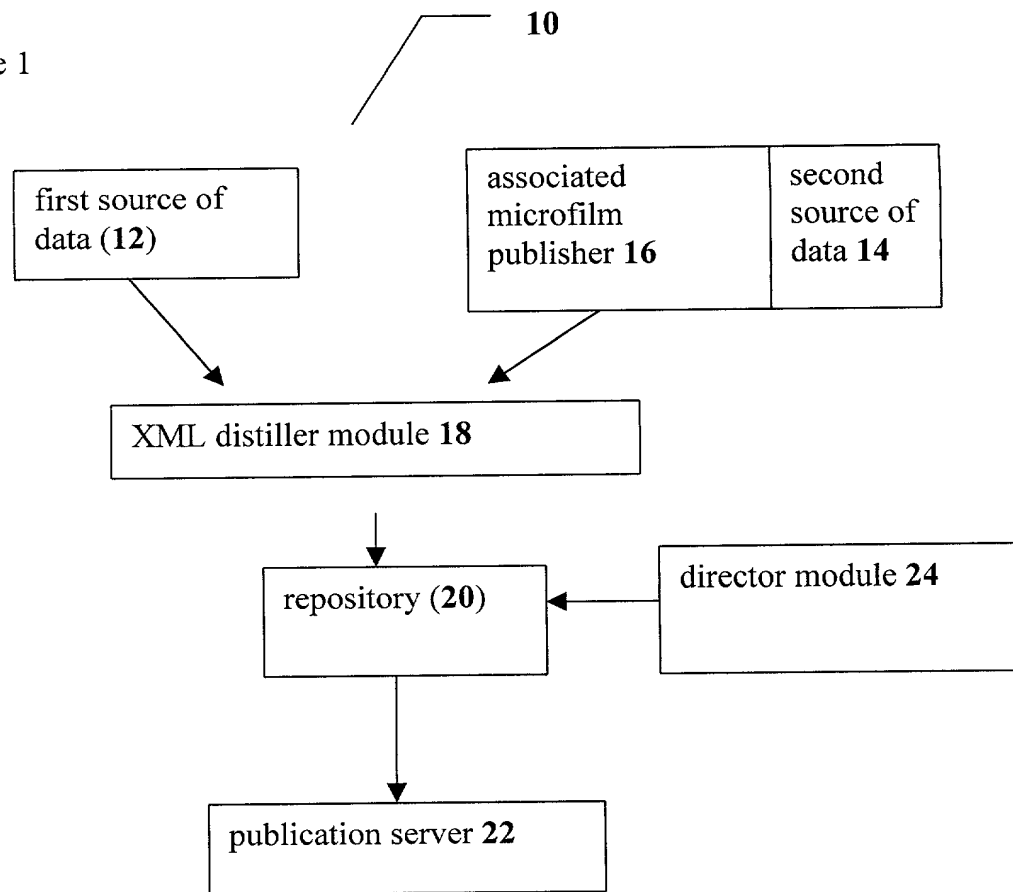 10
e 1
first source of
data (12)
associated
microfilm
publisher 16
second
source of
data 14
XML distiller module 18
repository (20)
director module 24
publication server 22